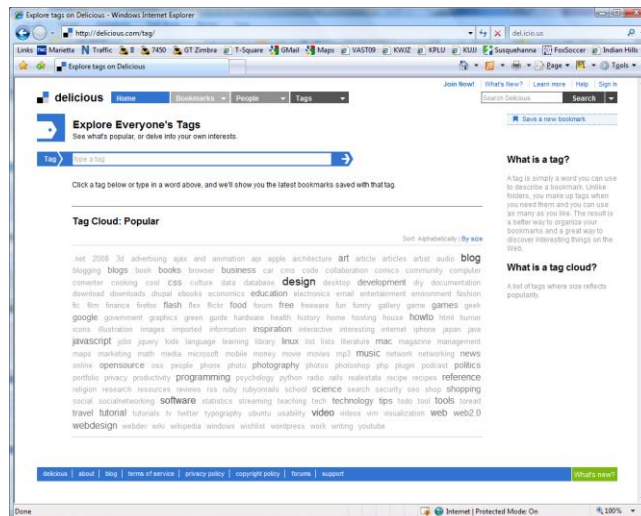 Explore tags on Delicious - Windows Internet Explorer
http://delicious.com/tag/
del.icio.us
Links Marietta Traffic 8 7450 GT Zimbra T-Square GMail Maps VAST09 KWIZ KPLU KUJJ Susquehanna FoxSoccer Indian Hills
Explore tags on Delicious
Page Tools
Join Now! What's New? Learn more Help Sign In
delicious Home Bookmarks People Tags
Search Delicious Search
Explore Everyone's Tags
See what's popular, or delve into your own interests.
Save a new bookmark
Tag type a tag
Click a tag below or type in a word above, and we'll show you the latest bookmarks saved with that tag.
What is a tag?
A tag is simply a word you can use
to describe a bookmark. Unlike
folders, you make up tags when
you need them and you can use
as many as you like. The result is
a better way to organize your
bookmarks and a great way to
discover interesting things on the
Web.
What is a tag cloud?
A list of tags where size reflects
popularity.
Tag Cloud: Popular
Sort: Alphabetically | By size
.net 2008 3d advertising ajax and animation api apple architecture art article articles artist audio blog
blogging blogs book books browser business car cms code collaboration comics community computer
converter cooking cool css culture data database design desktop development diy documentation
download downloads drupal ebooks economics education electronics email entertainment environment fashion
fic film finance firefox flash flex flickr food forum free freeware fun funny gallery game games geek
google government graphics green guide hardware health history home hosting house howto html humor
icons illustration images imported information inspiration interactive interesting internet iphone japan java
javascript jobs jquery kids language learning library linux list lists literature mac magazine management
maps marketing math media microsoft mobile money movie movies mp3 music network networking news
online opensource osx people phone photo photography photos photoshop php plugin podcast politics
portfolio privacy productivity programming psychology python radio rails realestate recipe recipes reference
religion research resources reviews rss ruby rubyonrails school science search security seo shop shopping
social socialnetworking software statistics streaming teaching tech technology tips todo tool tools toread
travel tutorial tutorials tv twitter typography ubuntu usability video videos vim visualization web web2.0
webdesign webdev wiki wikipedia windows wishlist wordpress work writing youtube
delicious | about | blog | terms of service | privacy policy | copyright policy | forums | support
What's new?
Done
Internet | Protected Mode: On
100%